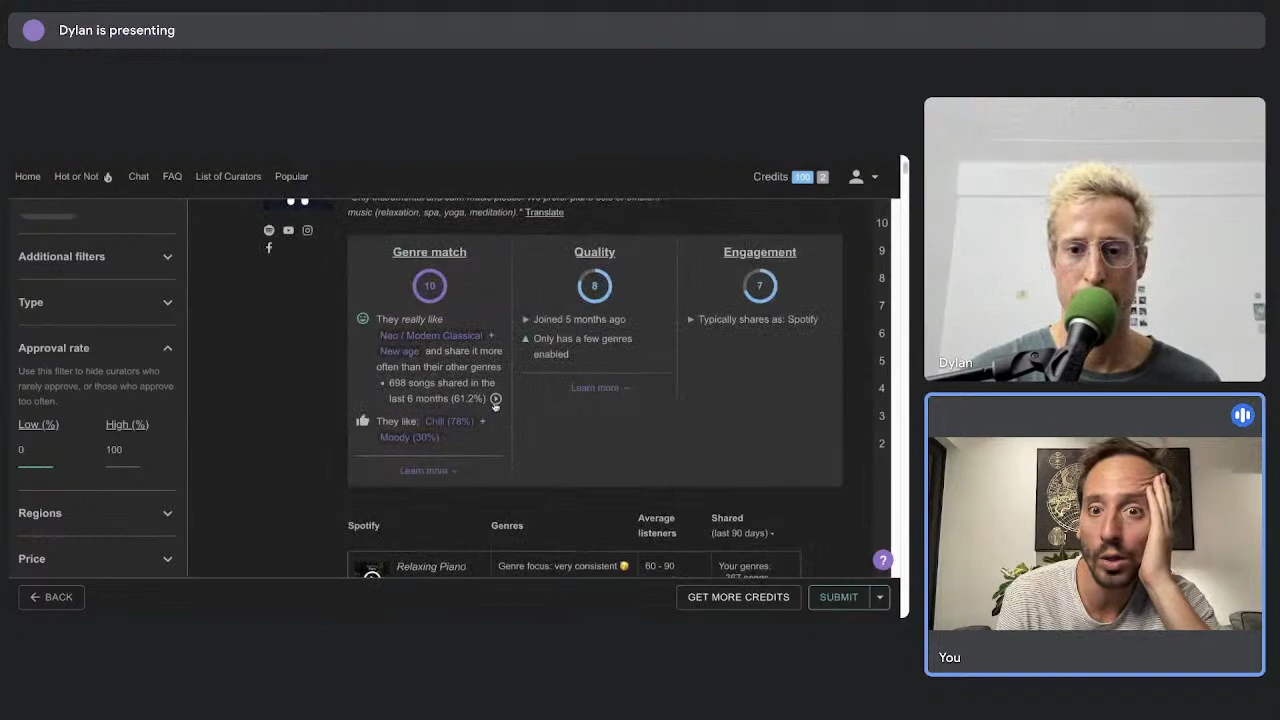 Dylan is presenting
Home
Hot or Not
Chat
FAQ
List of Curators
Popular
Credits 100 2
music (relaxation, spa, yoga, meditation)." Translate
Additional filters
Type
Approval rate
Use this filter to hide curators who
rarely approve, or those who approve
too often.
Low (%) High (%)
0 100
Regions
Price
Genre match
10
They really like:
Neo / Modern Classical +
New age and share it more
often than their other genres
• 698 songs shared in the
last 6 months (61.2%)
They like: Chill (78%) +
Moody (30%)
Learn more
Quality
8
Joined 5 months ago
Only has a few genres
enabled
Learn more
Engagement
7
Typically shares as: Spotify
10
9
8
7
6
5
4
3
2
Spotify
Genres
Average
listeners
Shared
(last 90 days)
Relaxing Piano
Genre focus: very consistent
60 - 90
Your genres:
?
BACK
GET MORE CREDITS
SUBMIT
Dylan
You